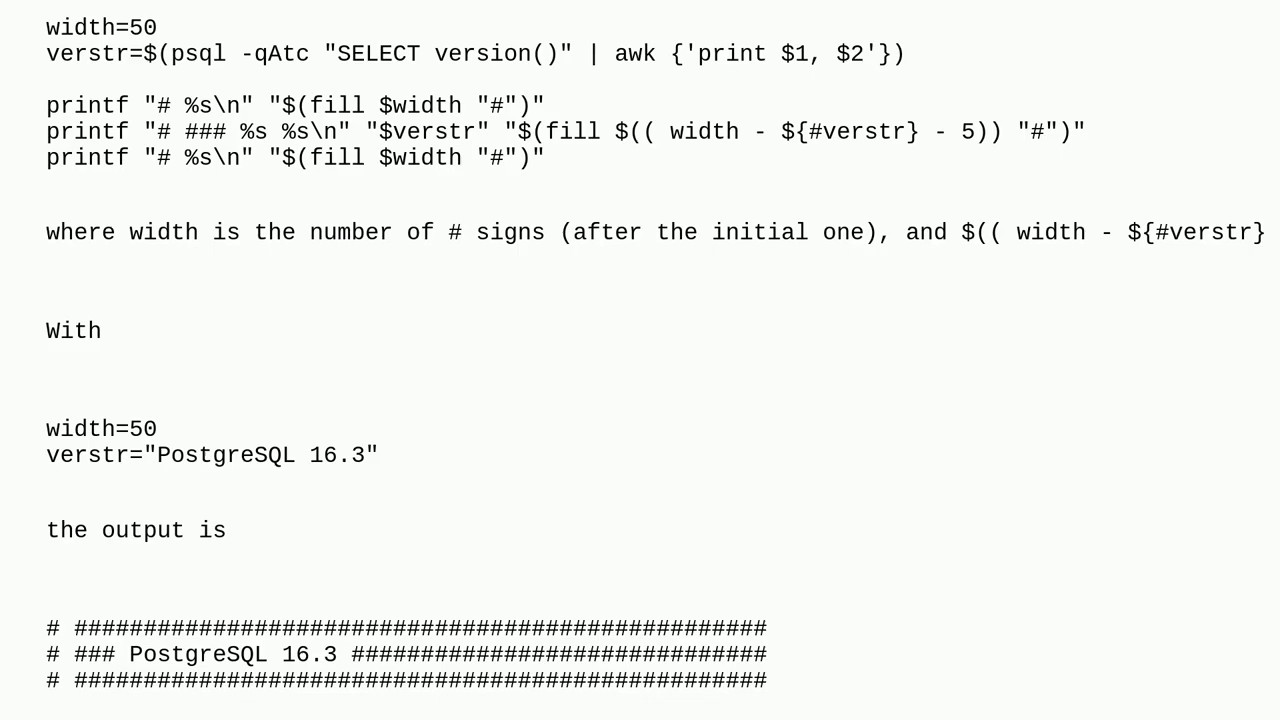 width=50
verstr=$(psql -qAtc "SELECT version()" | awk {'print $1, $2'})
printf "# %s\n" "$(fill $width "#")"
printf "# ### %s %s\n" "$verstr" "$(fill $(( width - ${#verstr} - 5)) "#")"
printf "# %s\n" "$(fill $width "#")"
where width is the number of # signs (after the initial one), and $(( width - ${#verstr}
With
width=50
verstr="PostgreSQL 16.3"
the output is
# ##################################################
# ### PostgreSQL 16.3 ##############################
# ##################################################